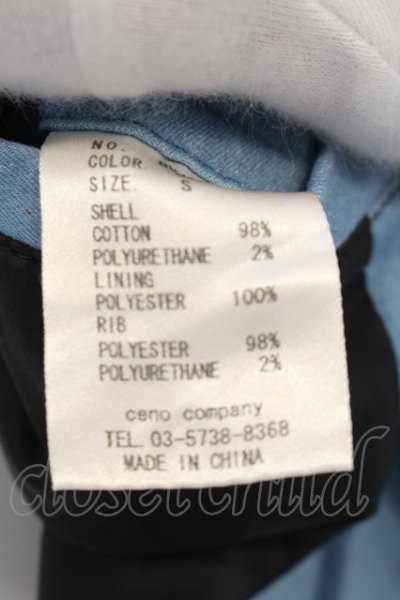 NO.
COLOR.
SIZE. S
SHELL
COTTON 98%
POLYURETHANE 2%
LINING
POLYESTER 100%
RIB
POLYESTER 98%
POLYURETHANE 2%
ceno company
TEL. 03-5738-8368
MADE IN CHINA
closet child